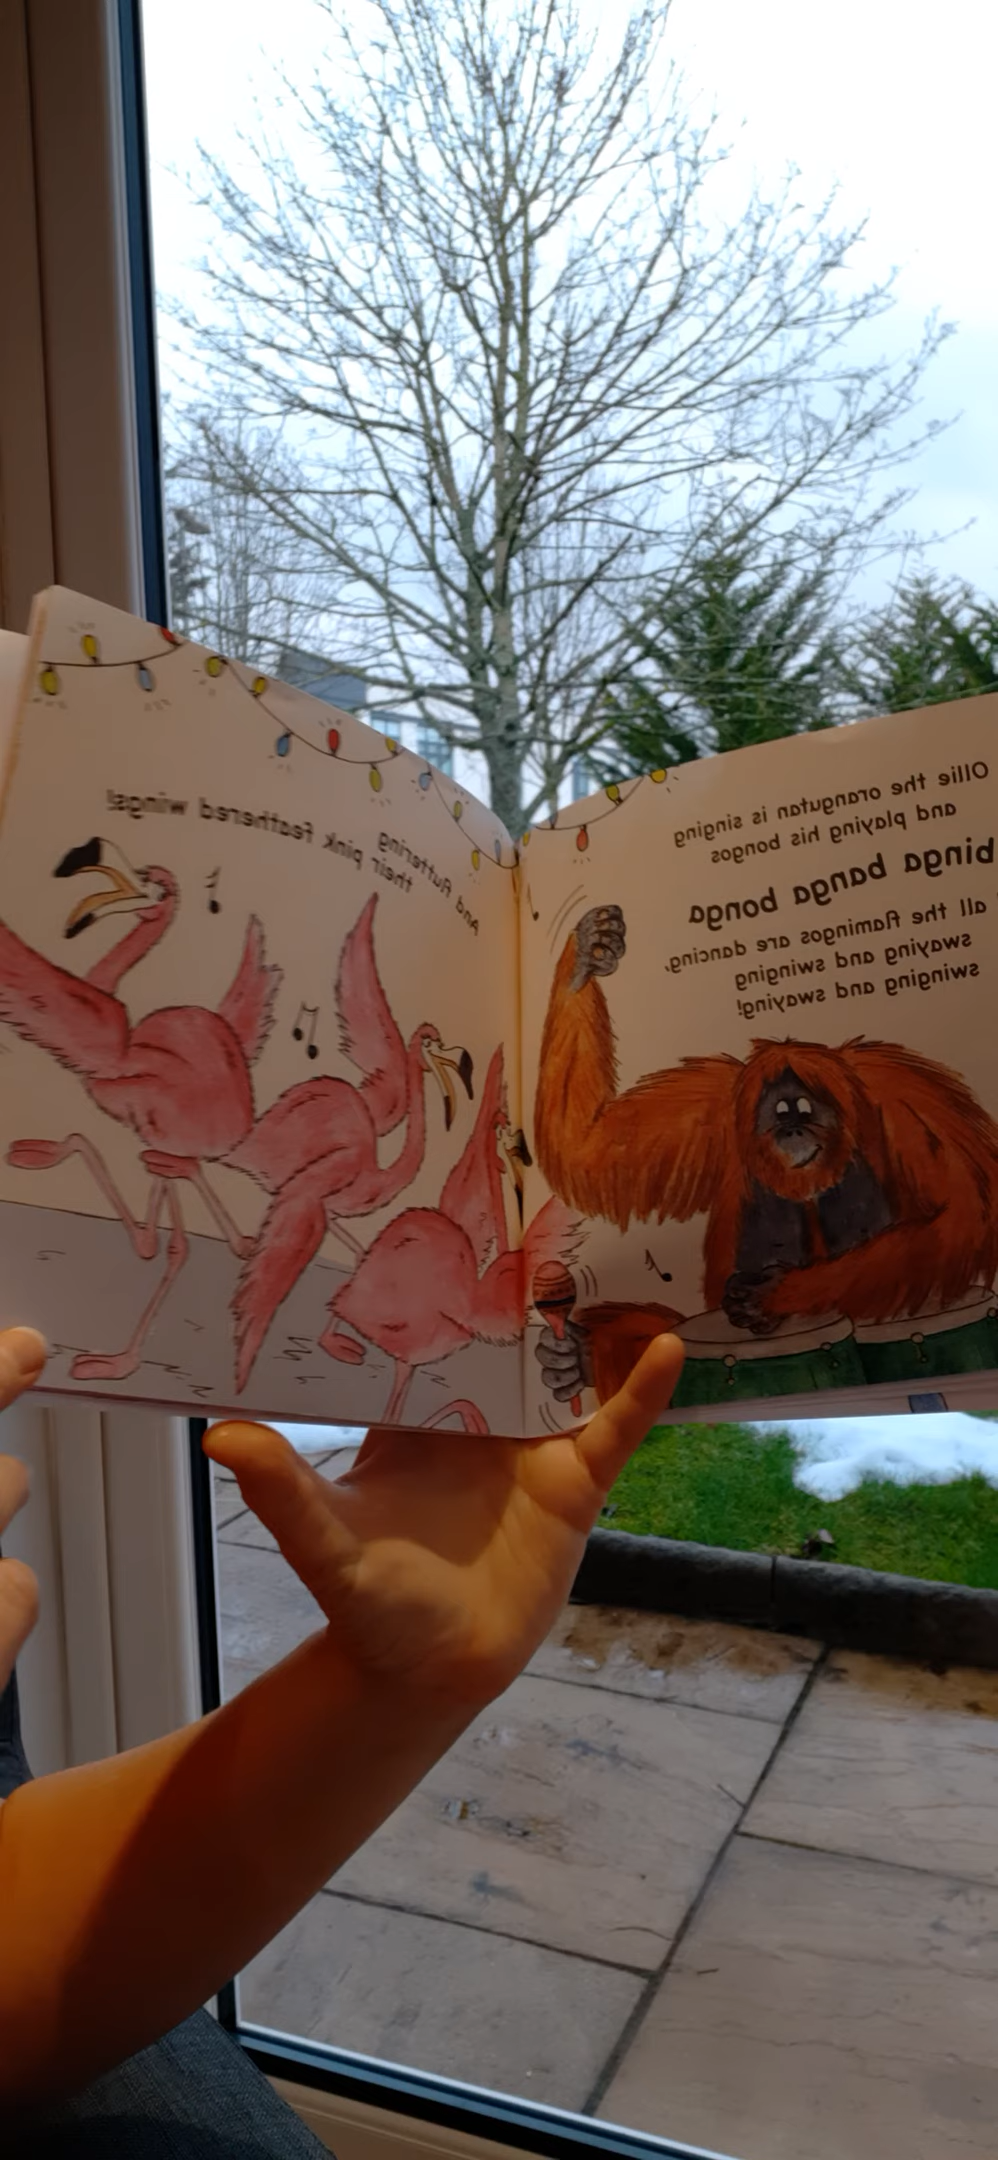 Ollie the orangutan is singing
and playing his bongos
binga banga bonga
all the flamingos are dancing,
swaying and swinging
swinging and swaying!
And fluttering
their pink feathered wings!